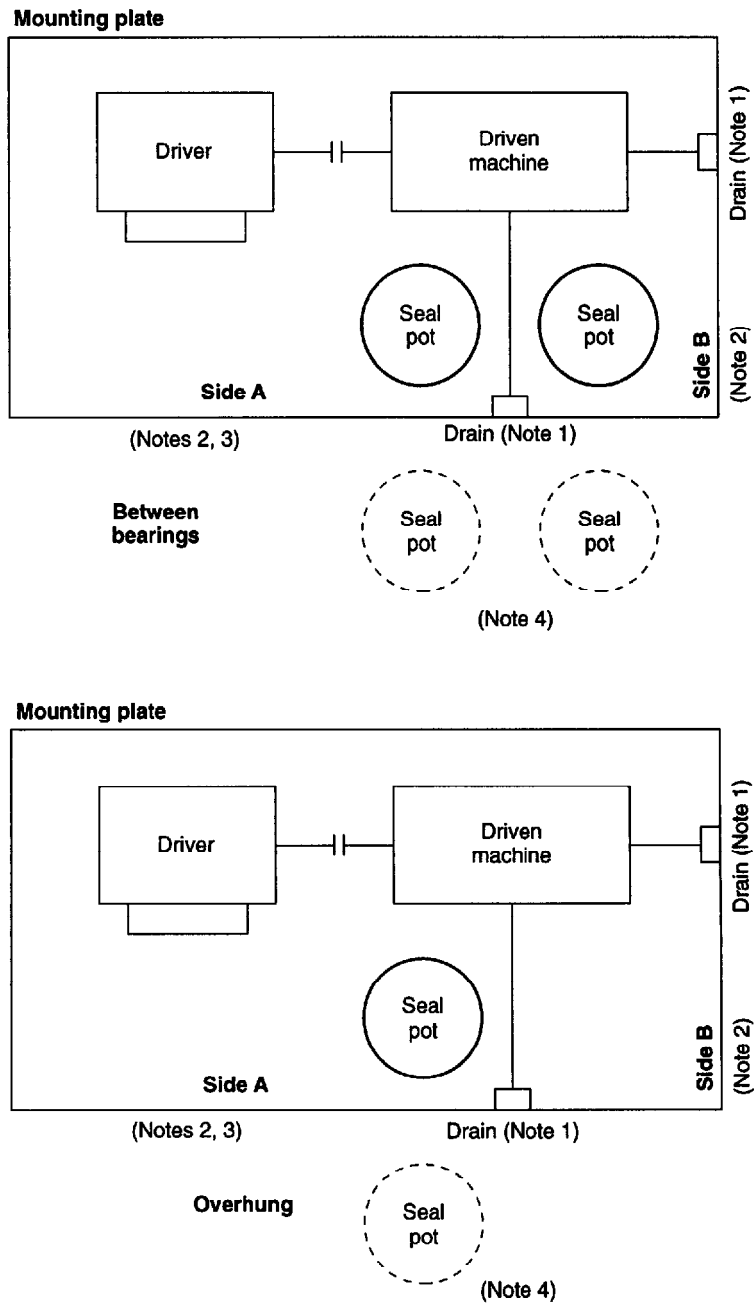 Mounting plate
Driver
Driven
machine
Drain (Note 1)
Seal
pot
Seal
pot
Side A
Side B
(Note 2)
(Notes 2, 3)
Drain (Note 1)
Between
bearings
Seal
pot
Seal
pot
(Note 4)
Mounting plate
Driver
Driven
machine
Drain (Note 1)
Seal
pot
Side A
Side B
(Note 2)
(Notes 2, 3)
Drain (Note 1)
Overhung
Seal
pot
(Note 4)